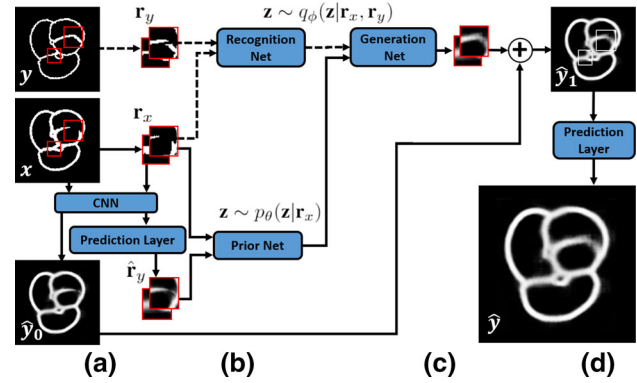 y
r_y
z ∼ q_ϕ(z|r_x, r_y)
Recognition Net
Generation Net
+
ŷ_1
x
r_x
Prediction Layer
CNN
z ∼ p_θ(z|r_x)
Prediction Layer
Prior Net
r̂_y
ŷ_0
ŷ
(a) (b) (c) (d)